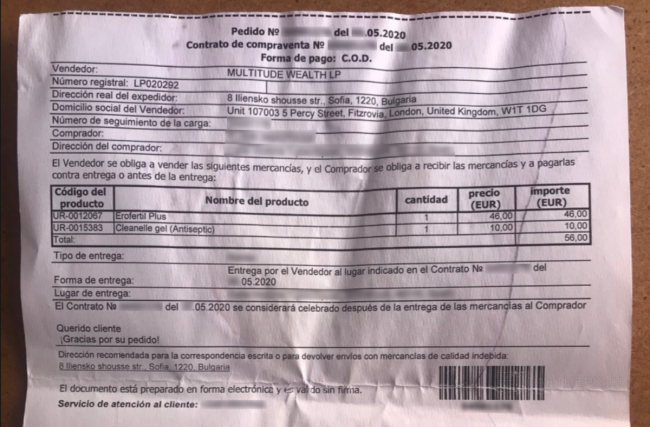 Pedido Nº del .05.2020
Contrato de compraventa Nº del .05.2020
Forma de pago: C.O.D.
Vendedor: MULTITUDE WEALTH LP
Número registral: LP020292
Dirección real del expedidor: 8 Iliensko shousse str., Sofia, 1220, Bulgaria
Domicilio social del Vendedor: Unit 107003 5 Percy Street, Fitzrovia, London, United Kingdom, W1T 1DG
Número de seguimiento de la carga:
Comprador:
Dirección del comprador:
El Vendedor se obliga a vender las siguientes mercancías, y el Comprador se obliga a recibir las mercancías y a pagarlas
contra entrega o antes de la entrega:
Código del producto Nombre del producto cantidad precio (EUR) importe (EUR)
UR-0012067 Erofertil Plus 1 46,00 46,00
UR-0015383 Cleanelle gel (Antiseptic) 1 10,00 10,00
Total: 56,00
Tipo de entrega:
Entrega por el Vendedor al lugar indicado en el Contrato Nº del
Forma de entrega: .05.2020
Lugar de entrega:
El Contrato Nº del .05.2020 se considerará celebrado después de la entrega de las mercancías al Comprador
Querido cliente
¡Gracias por su pedido!
Dirección recomendada para la correspondencia escrita o para devolver envíos con mercancías de calidad indebida:
8 Iliensko shousse str., Sofia, 1220, Bulgaria
El documento está preparado en forma electrónica y es válido sin firma.
Servicio de atención al cliente: